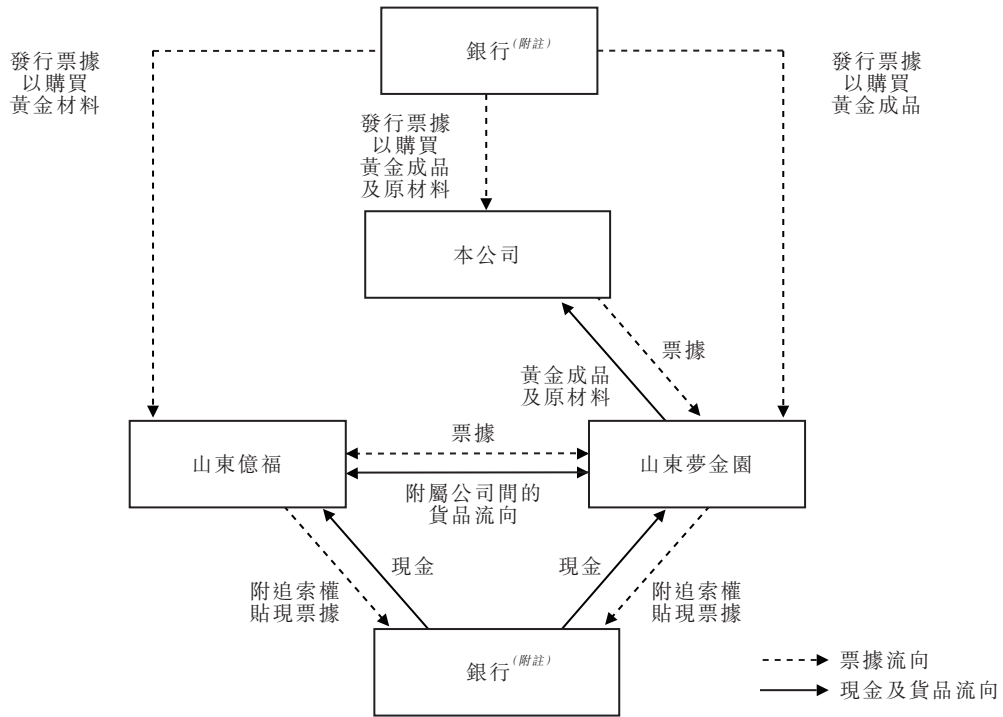 銀行(附註)
發行票據
以購買
黃金材料
發行票據
以購買
黃金成品
發行票據
以購買
黃金成品
及原材料
本公司
票據
黃金成品
及原材料
票據
山東億福
山東夢金園
附屬公司間的
貨品流向
現金
現金
附追索權
貼現票據
附追索權
貼現票據
銀行(附註)
票據流向
現金及貨品流向